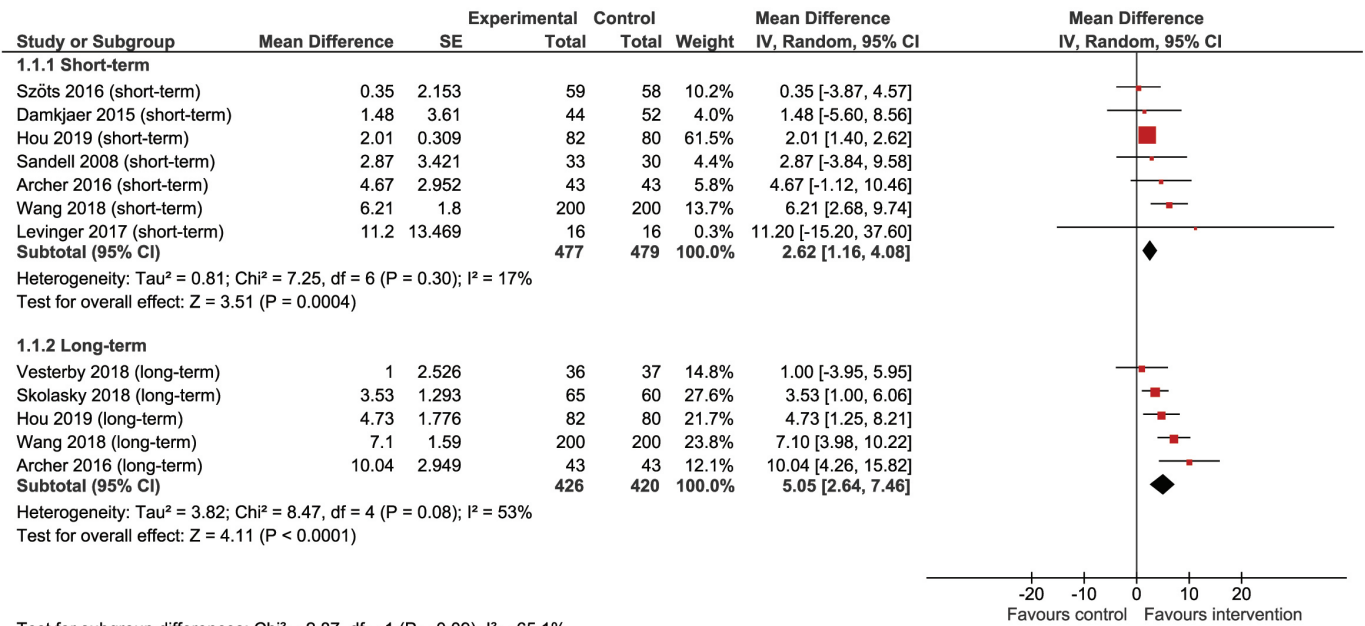 Experimental Control Mean Difference Mean Difference
Study or Subgroup Mean Difference SE Total Total Weight IV, Random, 95% CI IV, Random, 95% CI
1.1.1 Short-term
Szöts 2016 (short-term) 0.35 2.153 59 58 10.2% 0.35 [-3.87, 4.57]
Damkjaer 2015 (short-term) 1.48 3.61 44 52 4.0% 1.48 [-5.60, 8.56]
Hou 2019 (short-term) 2.01 0.309 82 80 61.5% 2.01 [1.40, 2.62]
Sandell 2008 (short-term) 2.87 3.421 33 30 4.4% 2.87 [-3.84, 9.58]
Archer 2016 (short-term) 4.67 2.952 43 43 5.8% 4.67 [-1.12, 10.46]
Wang 2018 (short-term) 6.21 1.8 200 200 13.7% 6.21 [2.68, 9.74]
Levinger 2017 (short-term) 11.2 13.469 16 16 0.3% 11.20 [-15.20, 37.60]
Subtotal (95% CI) 477 479 100.0% 2.62 [1.16, 4.08]
Heterogeneity: Tau² = 0.81; Chi² = 7.25, df = 6 (P = 0.30); I² = 17%
Test for overall effect: Z = 3.51 (P = 0.0004)
1.1.2 Long-term
Vesterby 2018 (long-term) 1 2.526 36 37 14.8% 1.00 [-3.95, 5.95]
Skolasky 2018 (long-term) 3.53 1.293 65 60 27.6% 3.53 [1.00, 6.06]
Hou 2019 (long-term) 4.73 1.776 82 80 21.7% 4.73 [1.25, 8.21]
Wang 2018 (long-term) 7.1 1.59 200 200 23.8% 7.10 [3.98, 10.22]
Archer 2016 (long-term) 10.04 2.949 43 43 12.1% 10.04 [4.26, 15.82]
Subtotal (95% CI) 426 420 100.0% 5.05 [2.64, 7.46]
Heterogeneity: Tau² = 3.82; Chi² = 8.47, df = 4 (P = 0.08); I² = 53%
Test for overall effect: Z = 4.11 (P < 0.0001)
-20 -10 0 10 20
Favours control Favours intervention